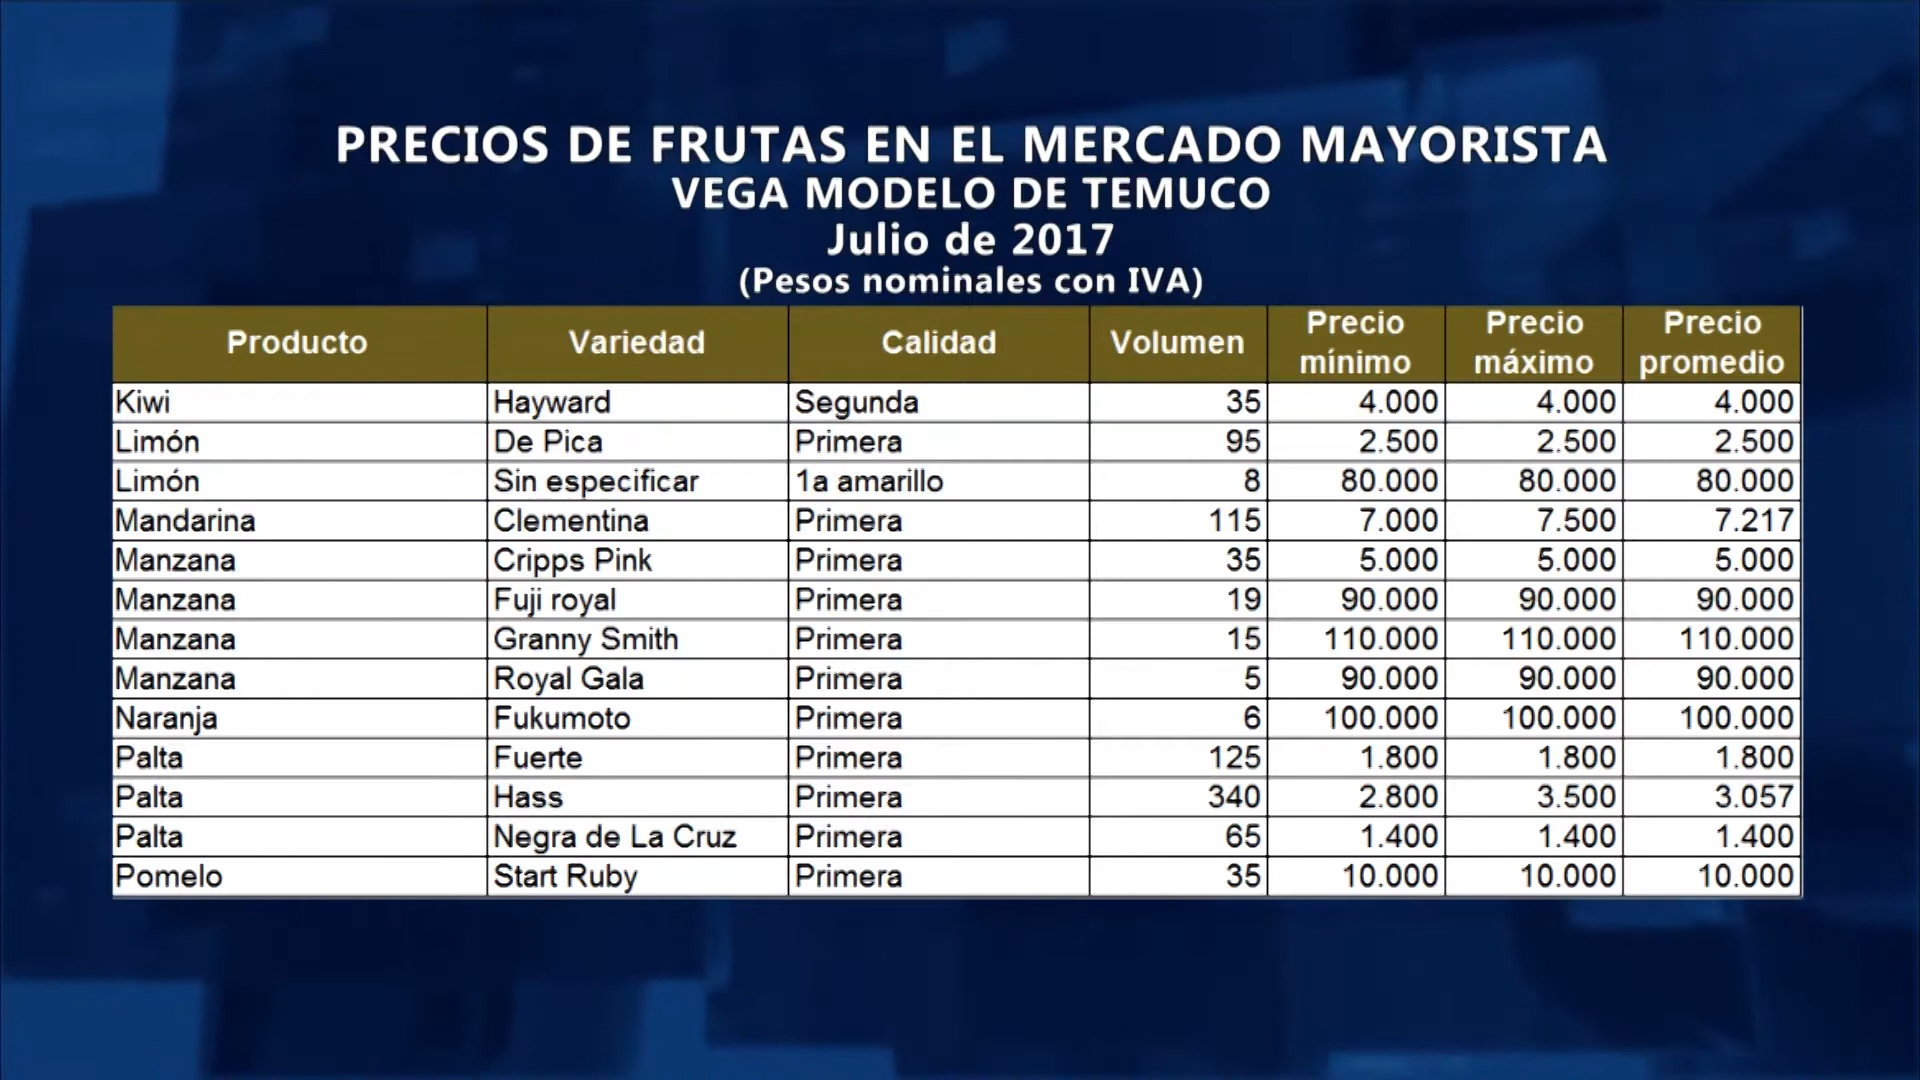 PRECIOS DE FRUTAS EN EL MERCADO MAYORISTA
VEGA MODELO DE TEMUCO
Julio de 2017
(Pesos nominales con IVA)
Producto Variedad Calidad Volumen Precio mínimo Precio máximo Precio promedio
Kiwi Hayward Segunda 35 4.000 4.000 4.000
Limón De Pica Primera 95 2.500 2.500 2.500
Limón Sin especificar 1a amarillo 8 80.000 80.000 80.000
Mandarina Clementina Primera 115 7.000 7.500 7.217
Manzana Cripps Pink Primera 35 5.000 5.000 5.000
Manzana Fuji royal Primera 19 90.000 90.000 90.000
Manzana Granny Smith Primera 15 110.000 110.000 110.000
Manzana Royal Gala Primera 5 90.000 90.000 90.000
Naranja Fukumoto Primera 6 100.000 100.000 100.000
Palta Fuerte Primera 125 1.800 1.800 1.800
Palta Hass Primera 340 2.800 3.500 3.057
Palta Negra de La Cruz Primera 65 1.400 1.400 1.400
Pomelo Start Ruby Primera 35 10.000 10.000 10.000